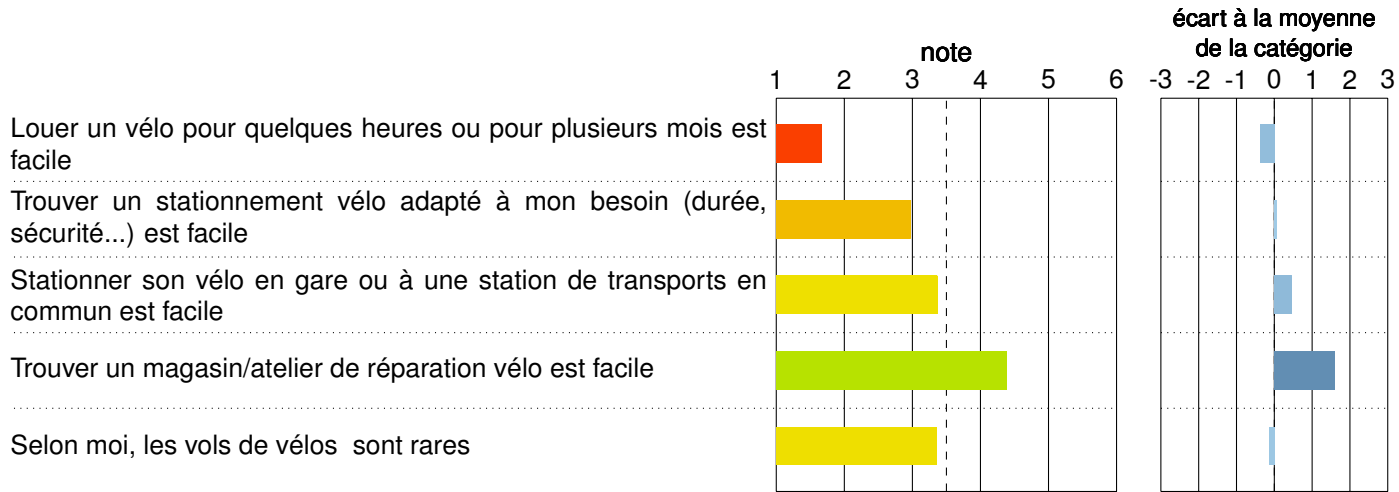 écart à la moyenne
de la catégorie
note
1 2 3 4 5 6
-3 -2 -1 0 1 2 3
Louer un vélo pour quelques heures ou pour plusieurs mois est
facile
Trouver un stationnement vélo adapté à mon besoin (durée,
sécurité...) est facile
Stationner son vélo en gare ou à une station de transports en
commun est facile
Trouver un magasin/atelier de réparation vélo est facile
Selon moi, les vols de vélos sont rares